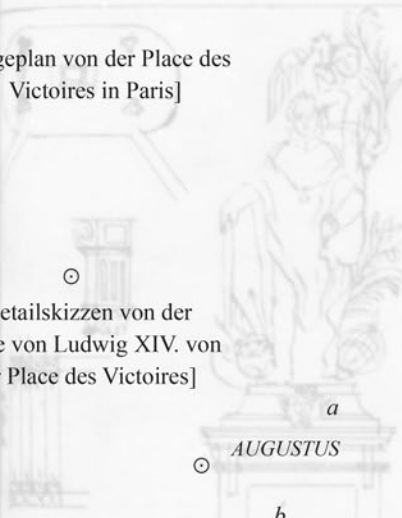 geplan von der Place des
Victoires in Paris]
⊙
etailskizzen von der
e von Ludwig XIV. von
Place des Victoires]
a
AUGUSTUS
⊙
b